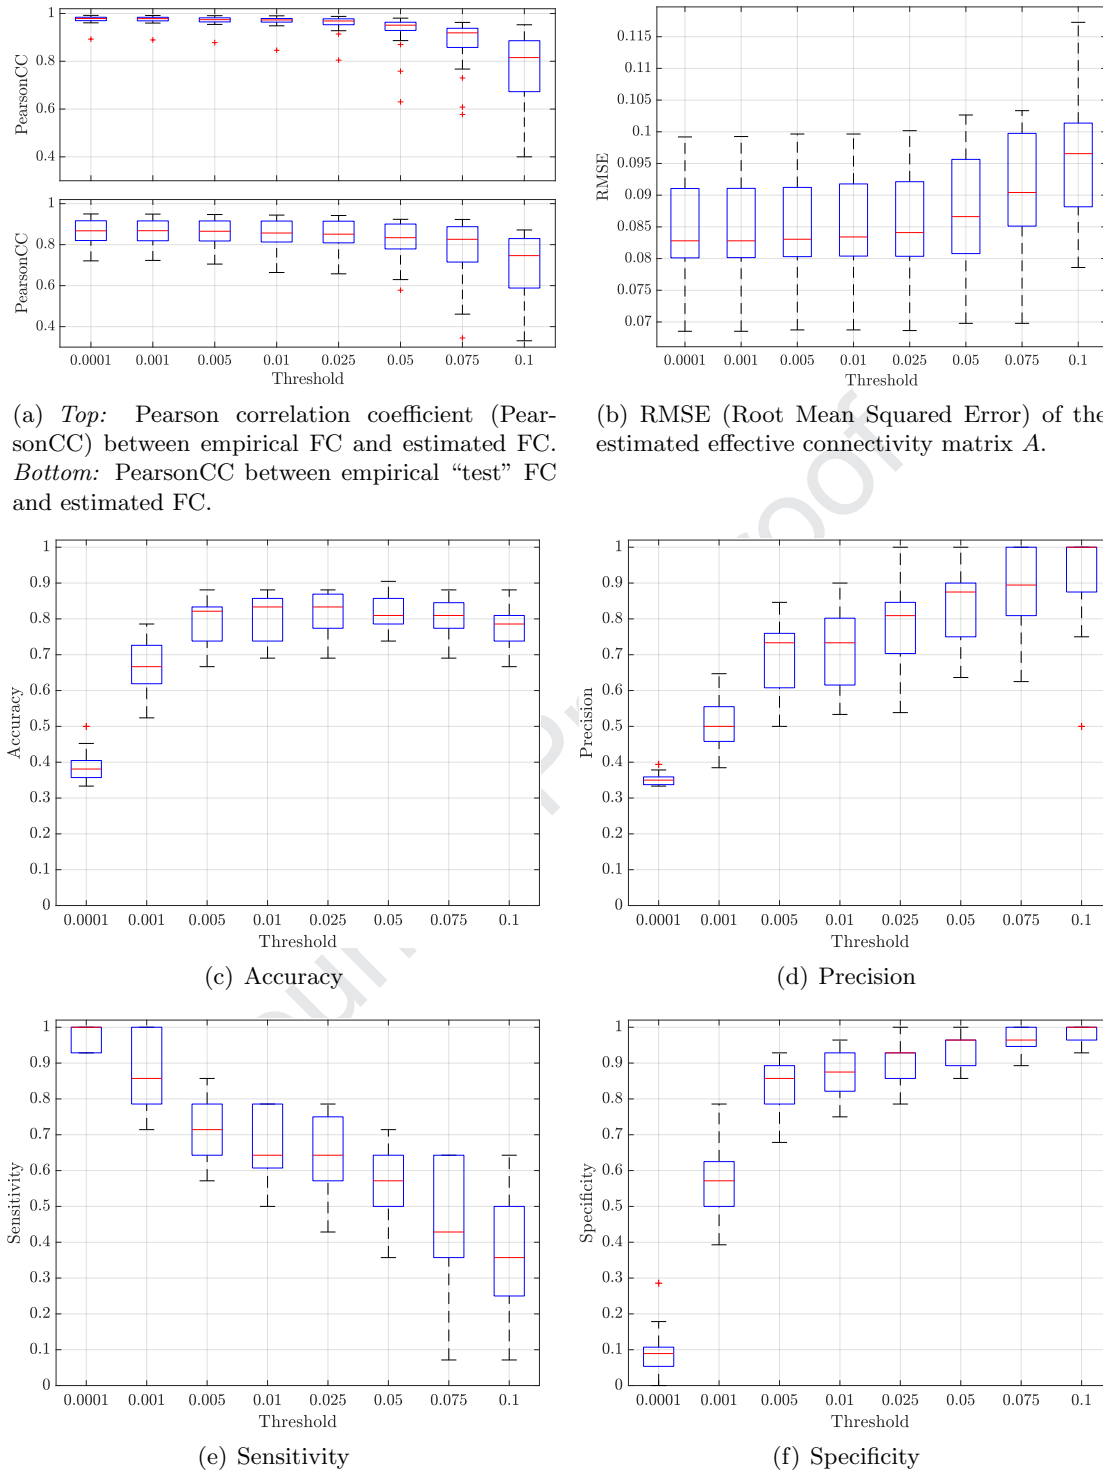 1
0.8
0.6
0.4
PearsonCC
1
0.8
0.6
0.4
PearsonCC
0.0001 0.001 0.005 0.01 0.025 0.05 0.075 0.1
Threshold
0.115
0.11
0.105
0.1
0.095
0.09
0.085
0.08
0.075
0.07
RMSE
0.0001 0.001 0.005 0.01 0.025 0.05 0.075 0.1
Threshold
(a) Top: Pearson correlation coefficient (Pear-
sonCC) between empirical FC and estimated FC.
Bottom: PearsonCC between empirical “test” FC
and estimated FC.
(b) RMSE (Root Mean Squared Error) of the
estimated effective connectivity matrix A.
1
0.9
0.8
0.7
0.6
0.5
0.4
0.3
0.2
0.1
0
Accuracy
0.0001 0.001 0.005 0.01 0.025 0.05 0.075 0.1
Threshold
(c) Accuracy
1
0.9
0.8
0.7
0.6
0.5
0.4
0.3
0.2
0.1
0
Precision
0.0001 0.001 0.005 0.01 0.025 0.05 0.075 0.1
Threshold
(d) Precision
1
0.9
0.8
0.7
0.6
0.5
0.4
0.3
0.2
0.1
0
Sensitivity
0.0001 0.001 0.005 0.01 0.025 0.05 0.075 0.1
Threshold
(e) Sensitivity
1
0.9
0.8
0.7
0.6
0.5
0.4
0.3
0.2
0.1
0
Specificity
0.0001 0.001 0.005 0.01 0.025 0.05 0.075 0.1
Threshold
(f) Specificity